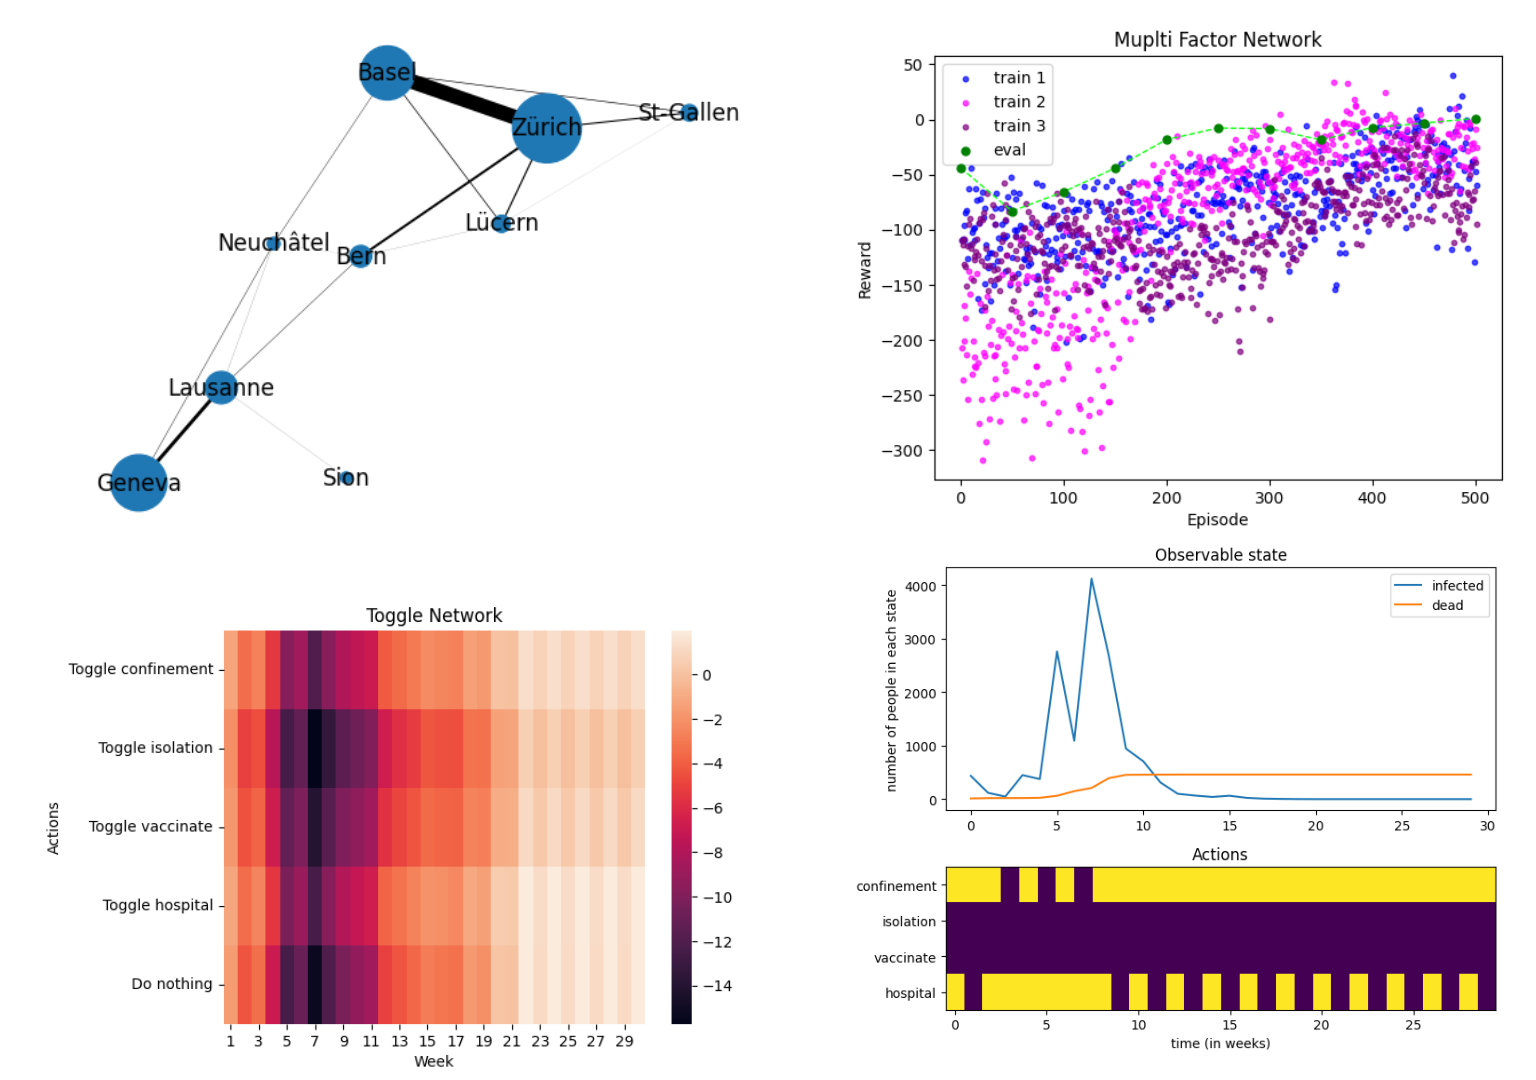 Basel
St-Gallen
Zürich
Lücern
Neuchâtel
Bern
Lausanne
Geneva
Sion
Muplti Factor Network
train 1
train 2
train 3
eval
50
0
−50
−100
−150
−200
−250
−300
Reward
0 100 200 300 400 500
Episode
Toggle Network
Toggle confinement
Toggle isolation
Toggle vaccinate
Toggle hospital
Do nothing
Actions
1 3 5 7 9 11 13 15 17 19 21 23 25 27 29
Week
0
−2
−4
−6
−8
−10
−12
−14
Observable state
infected
dead
4000
3000
2000
1000
0
number of people in each state
0 5 10 15 20 25 30
Actions
confinement
isolation
vaccinate
hospital
0 5 10 15 20 25
time (in weeks)